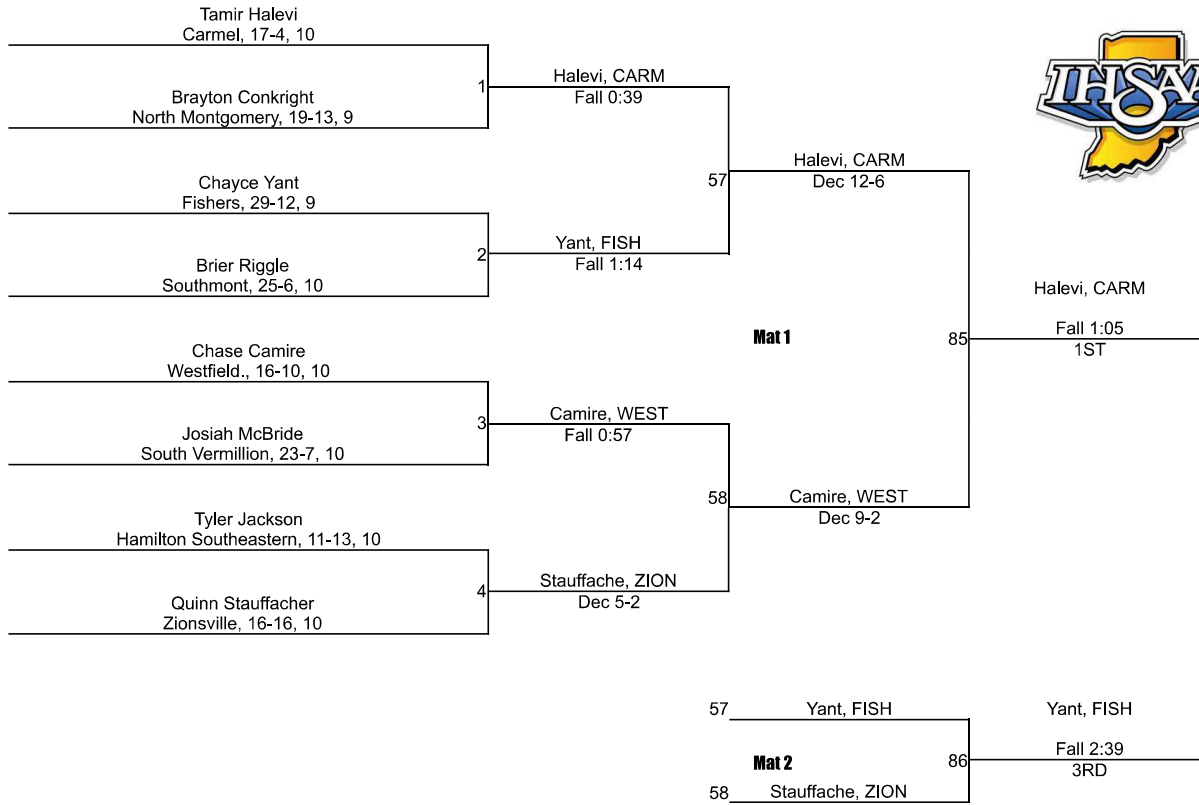 Tamir Halevi
Carmel, 17-4, 10
Brayton Conkright
North Montgomery, 19-13, 9
Chayce Yant
Fishers, 29-12, 9
Brier Riggle
Southmont, 25-6, 10
Chase Camire
Westfield., 16-10, 10
Josiah McBride
South Vermillion, 23-7, 10
Tyler Jackson
Hamilton Southeastern, 11-13, 10
Quinn Stauffacher
Zionsville, 16-16, 10
1
Halevi, CARM
Fall 0:39
2
Yant, FISH
Fall 1:14
3
Camire, WEST
Fall 0:57
4
Stauffache, ZION
Dec 5-2
57
Halevi, CARM
Dec 12-6
Mat 1
58
Camire, WEST
Dec 9-2
IHSAA
85
Halevi, CARM
Fall 1:05
1ST
57
Yant, FISH
Mat 2
58
Stauffache, ZION
86
Yant, FISH
Fall 2:39
3RD